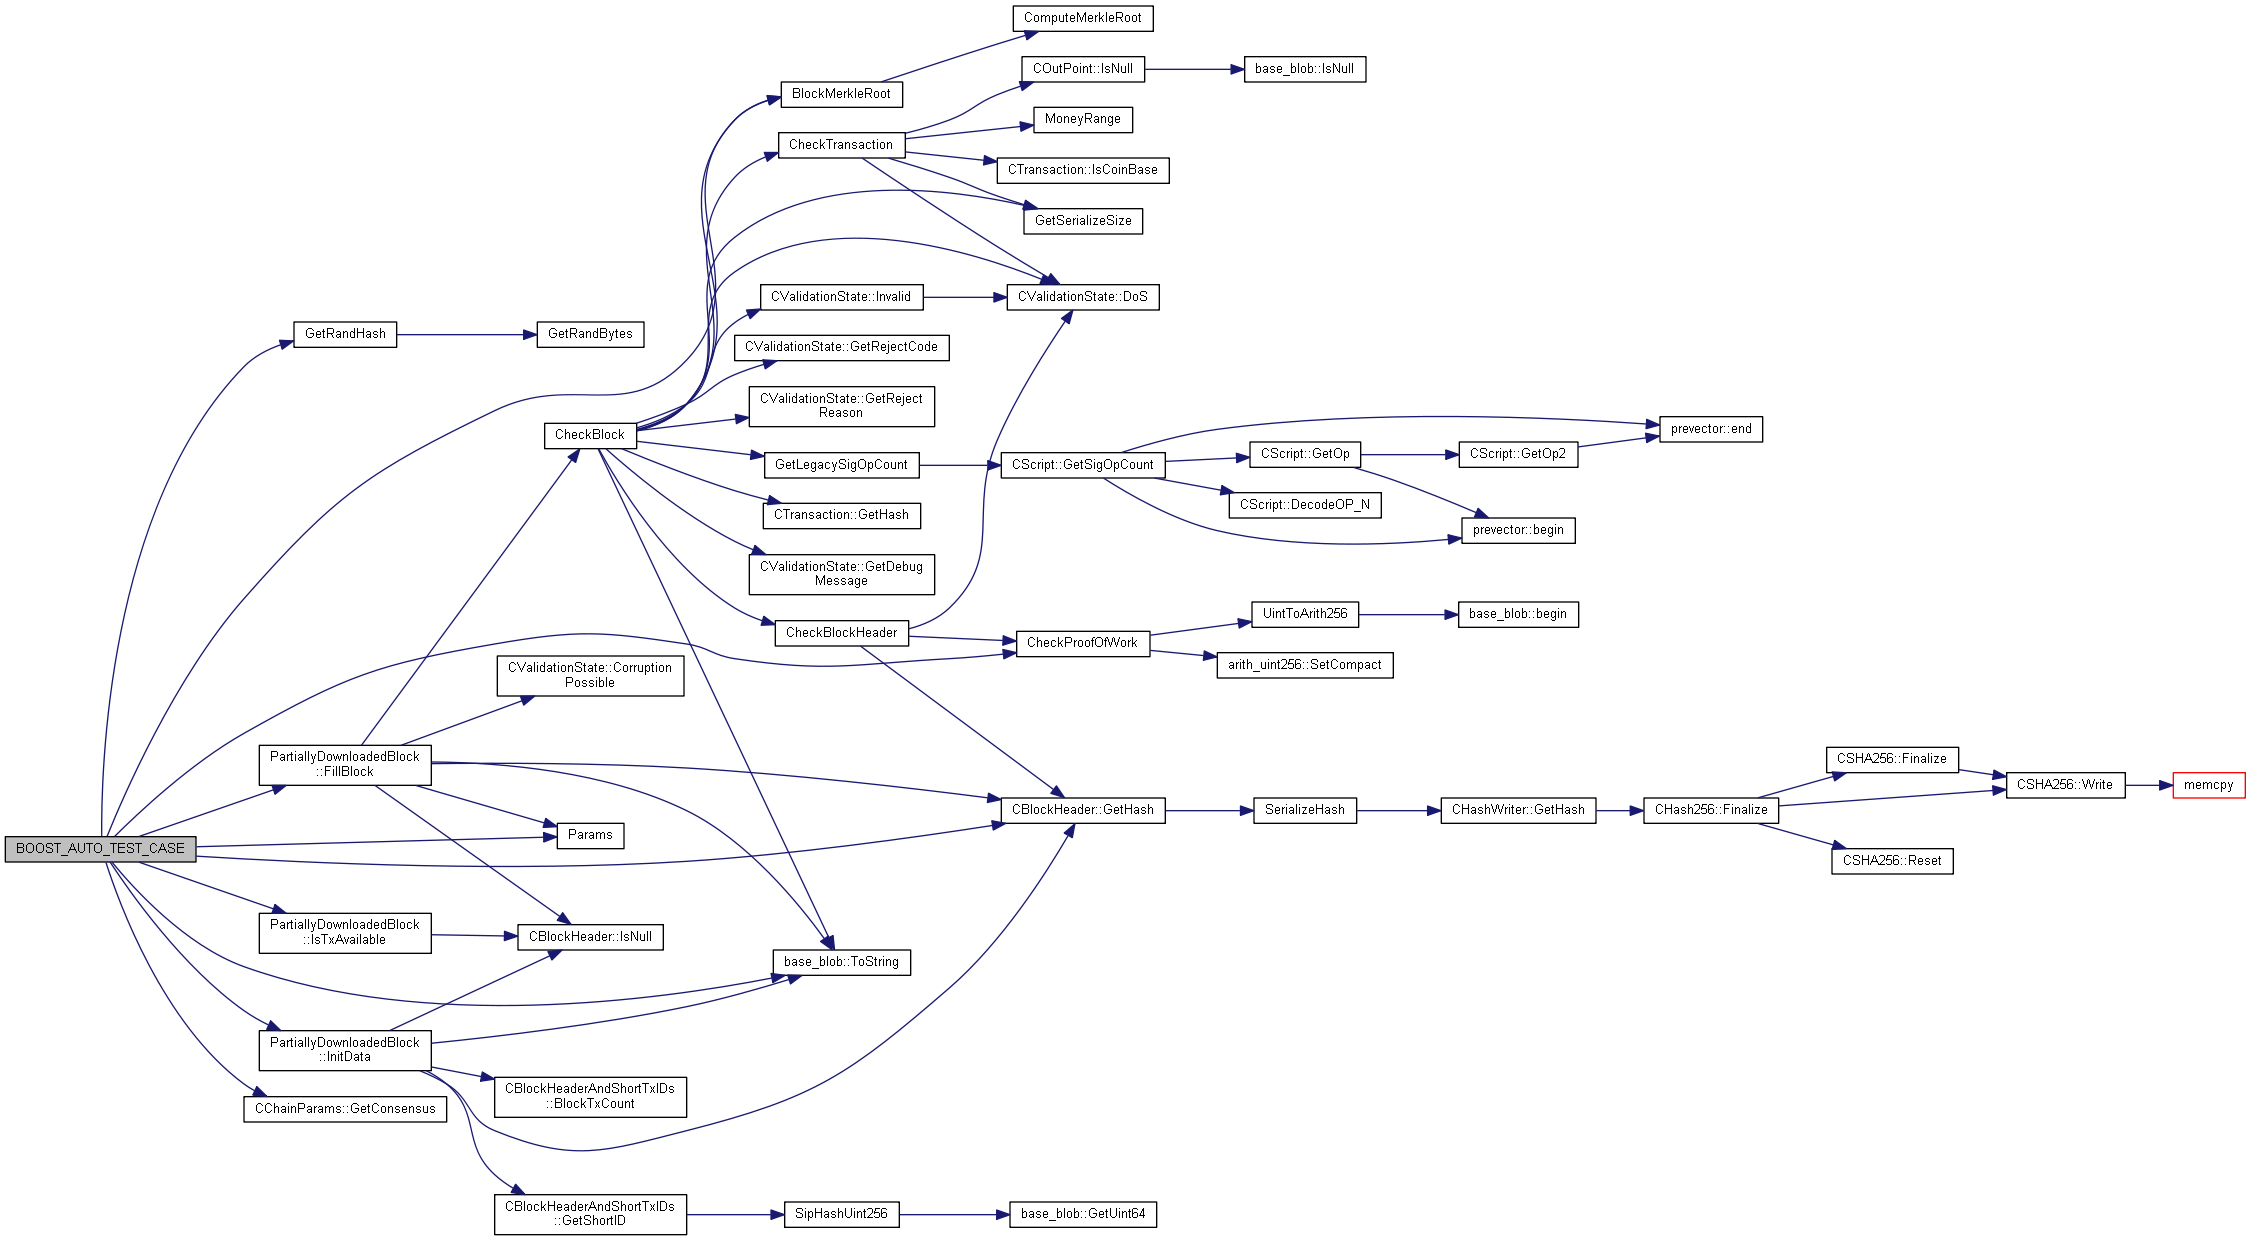 ComputeMerkleRoot
COutPoint::IsNull
base_blob::IsNull
BlockMerkleRoot
MoneyRange
CheckTransaction
CTransaction::IsCoinBase
GetSerializeSize
CValidationState::Invalid
CValidationState::DoS
GetRandHash
GetRandBytes
CValidationState::GetRejectCode
CValidationState::GetReject
Reason
CheckBlock
prevector::end
GetLegacySigOpCount
CScript::GetSigOpCount
CScript::GetOp
CScript::GetOp2
CScript::DecodeOP_N
CTransaction::GetHash
prevector::begin
CValidationState::GetDebug
Message
UintToArith256
base_blob::begin
CheckBlockHeader
CheckProofOfWork
arith_uint256::SetCompact
CValidationState::Corruption
Possible
PartiallyDownloadedBlock
::FillBlock
CSHA256::Finalize
CSHA256::Write
memcpy
CBlockHeader::GetHash
SerializeHash
CHashWriter::GetHash
CHash256::Finalize
Params
BOOST_AUTO_TEST_CASE
CSHA256::Reset
PartiallyDownloadedBlock
::IsTxAvailable
CBlockHeader::IsNull
base_blob::ToString
PartiallyDownloadedBlock
::InitData
CBlockHeaderAndShortTxIDs
::BlockTxCount
CChainParams::GetConsensus
CBlockHeaderAndShortTxIDs
::GetShortID
SipHashUint256
base_blob::GetUint64